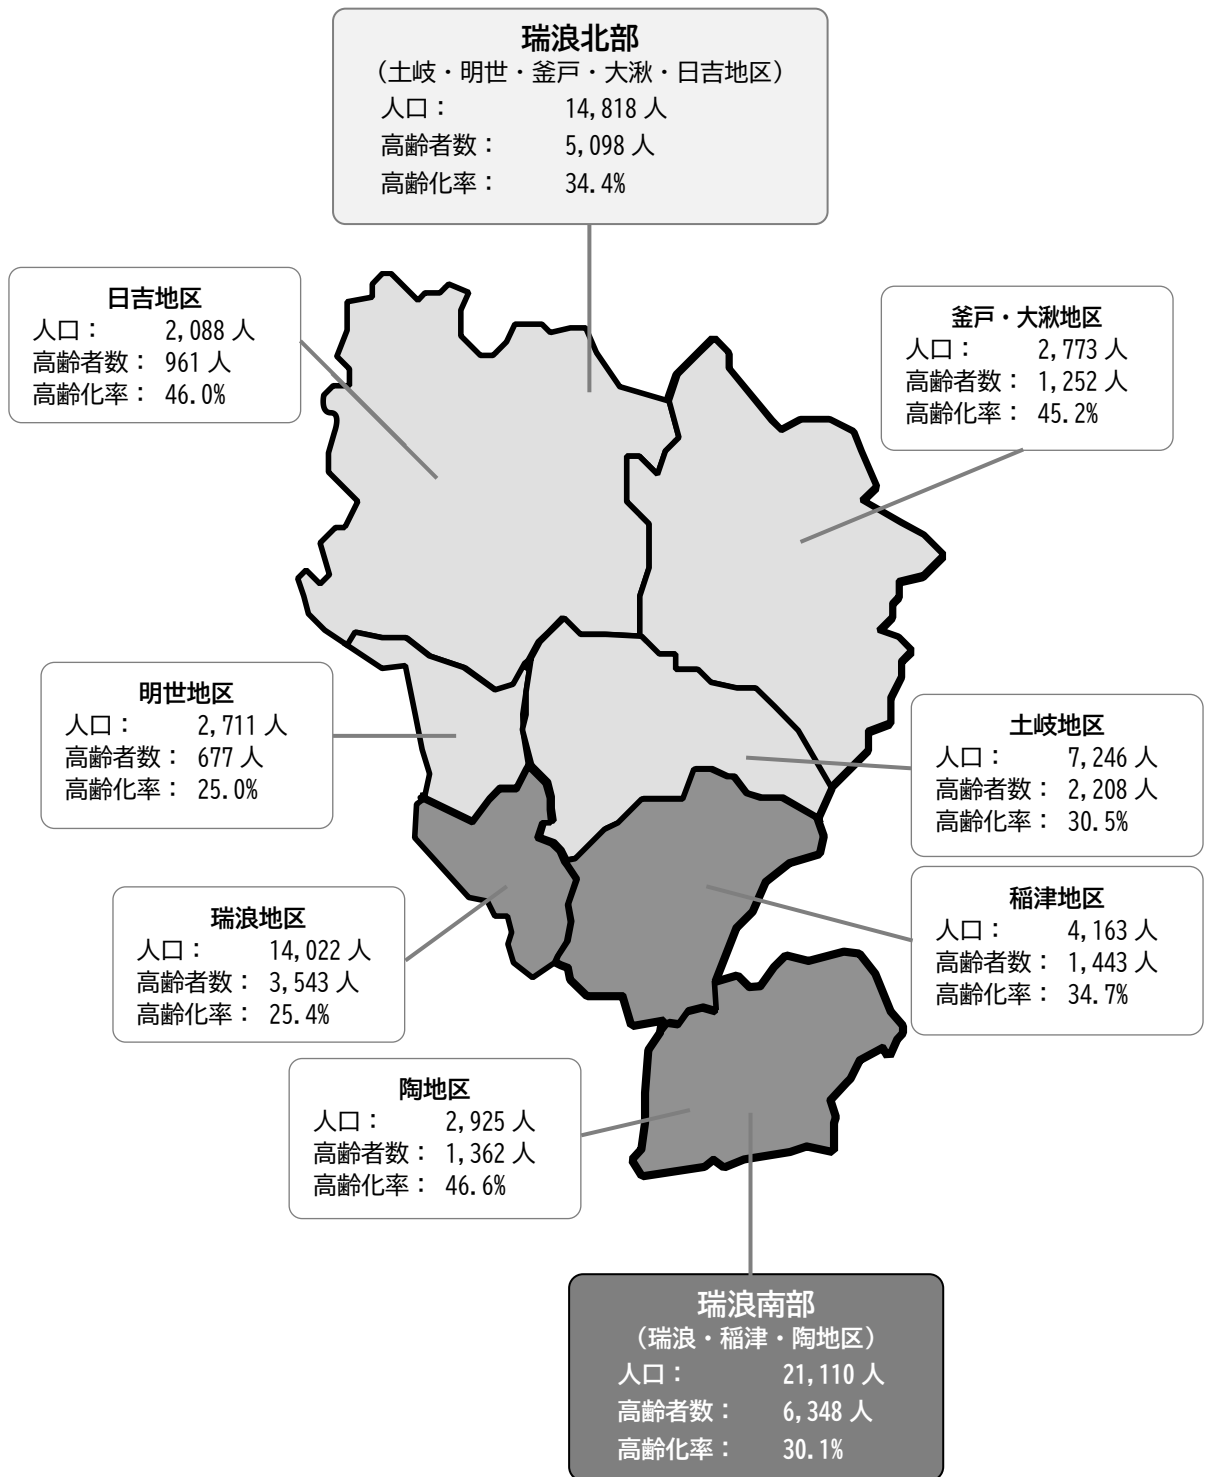 瑞浪北部
（土岐・明世・釜戸・大湫・日吉地区）
人口： 14,818 人
高齢者数： 5,098 人
高齢化率： 34.4%
日吉地区
人口： 2,088 人
高齢者数： 961 人
高齢化率： 46.0%
釜戸・大湫地区
人口： 2,773 人
高齢者数： 1,252 人
高齢化率： 45.2%
明世地区
人口： 2,711 人
高齢者数： 677 人
高齢化率： 25.0%
土岐地区
人口： 7,246 人
高齢者数： 2,208 人
高齢化率： 30.5%
瑞浪地区
人口： 14,022 人
高齢者数： 3,543 人
高齢化率： 25.4%
稲津地区
人口： 4,163 人
高齢者数： 1,443 人
高齢化率： 34.7%
陶地区
人口： 2,925 人
高齢者数： 1,362 人
高齢化率： 46.6%
瑞浪南部
（瑞浪・稲津・陶地区）
人口： 21,110 人
高齢者数： 6,348 人
高齢化率： 30.1%